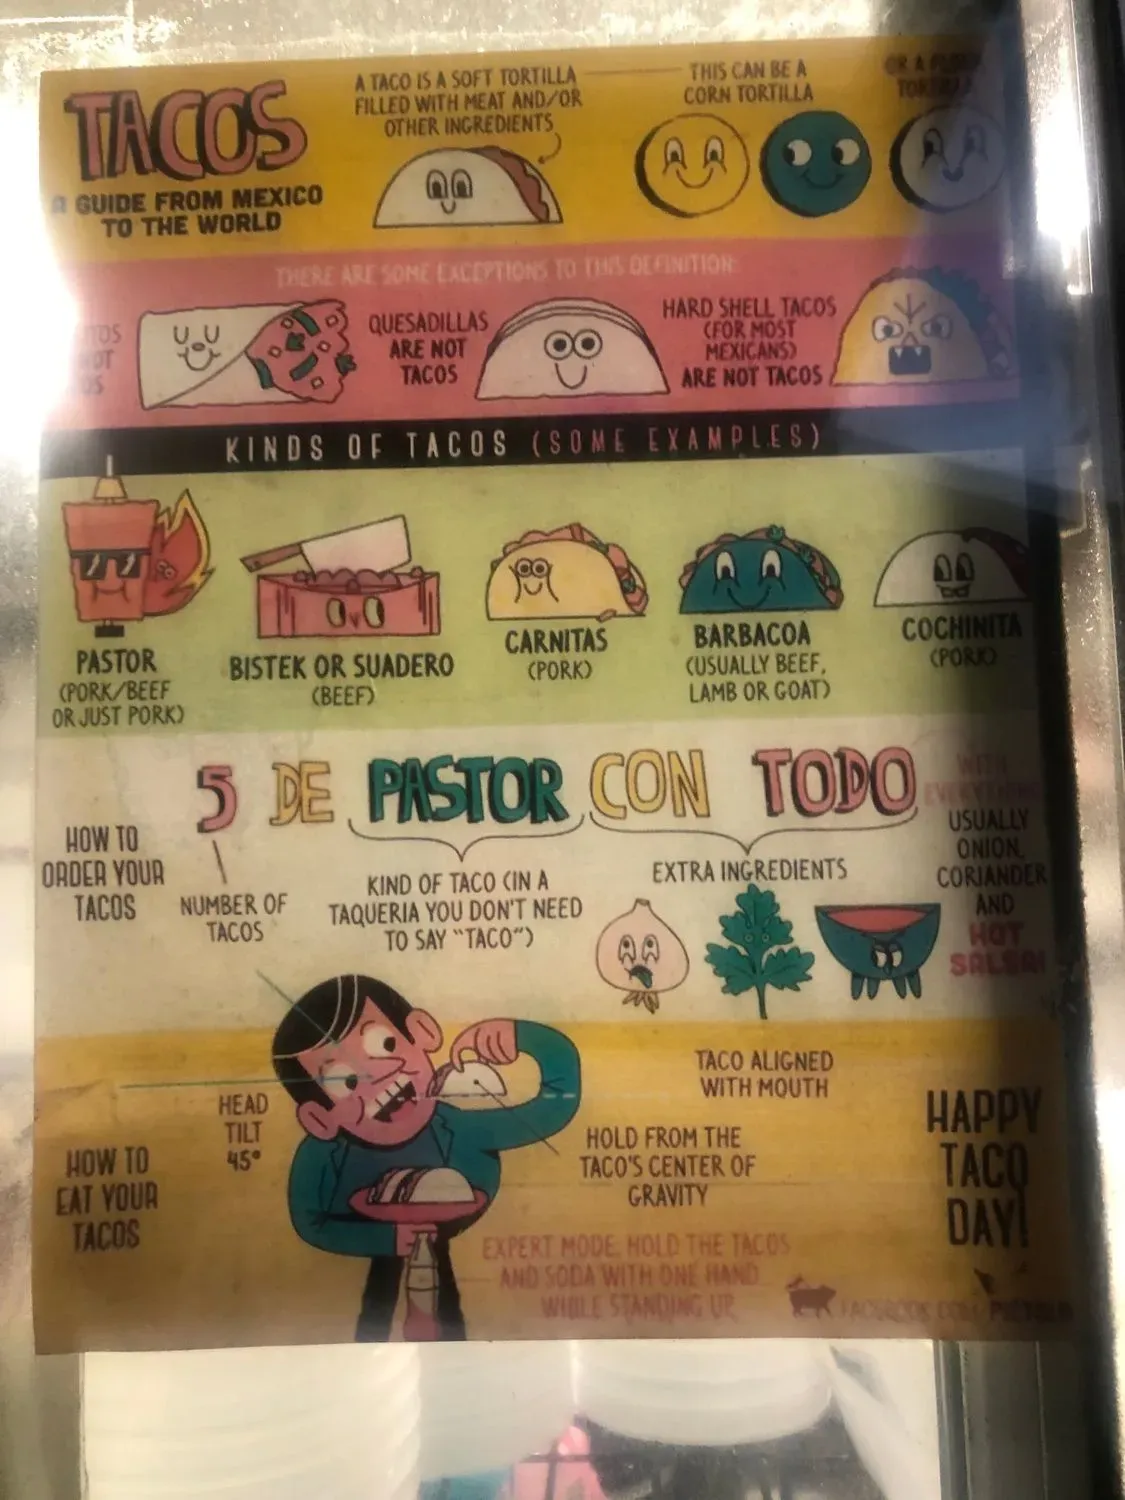 TACOS
A GUIDE FROM MEXICO
TO THE WORLD
A TACO IS A SOFT TORTILLA
FILLED WITH MEAT AND/OR
OTHER INGREDIENTS
THIS CAN BE A
CORN TORTILLA
OR A
TORTILLA
THERE ARE SOME EXCEPTIONS TO THIS DEFINITION:
QUESADILLAS
ARE NOT
TACOS
HARD SHELL TACOS
(FOR MOST
MEXICANS)
ARE NOT TACOS
KINDS OF TACOS (SOME EXAMPLES)
PASTOR
(PORK/BEEF
OR JUST PORK)
BISTEK OR SUADERO
(BEEF)
CARNITAS
(PORK)
BARBACOA
(USUALLY BEEF,
LAMB OR GOAT)
COCHINITA
(PORK)
HOW TO
ORDER YOUR
TACOS
5 DE PASTOR CON TODO
NUMBER OF
TACOS
KIND OF TACO (IN A
TAQUERIA YOU DON'T NEED
TO SAY "TACO")
EXTRA INGREDIENTS
WITH
EVERYTHING
USUALLY
ONION,
CORIANDER
AND
HOT
SALSA!
HOW TO
EAT YOUR
TACOS
HEAD
TILT
45°
TACO ALIGNED
WITH MOUTH
HOLD FROM THE
TACO'S CENTER OF
GRAVITY
EXPERT MODE: HOLD THE TACOS
AND SODA WITH ONE HAND
WHILE STANDING UP
HAPPY
TACO
DAY!